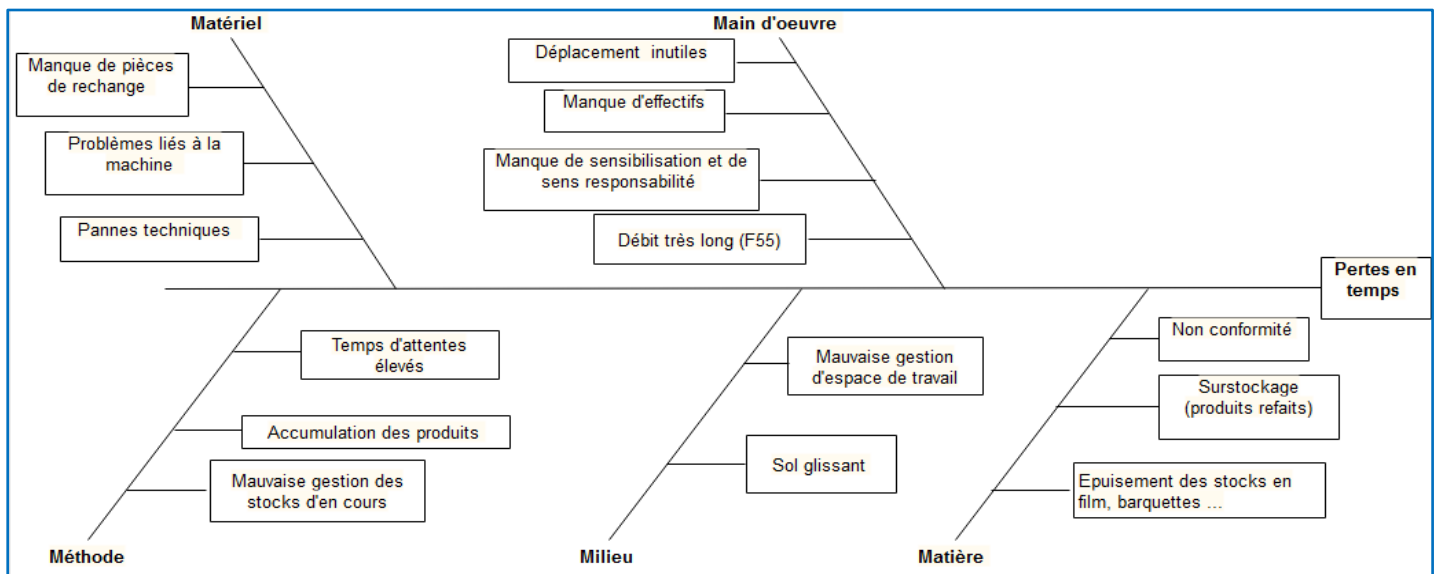 Matériel
Main d'oeuvre
Manque de pièces
de rechange
Problèmes liés à la
machine
Pannes techniques
Déplacement inutiles
Manque d'effectifs
Manque de sensibilisation et de
sens responsabilité
Débit très long (F55)
Pertes en
temps
Temps d'attentes
élevés
Accumulation des produits
Mauvaise gestion des
stocks d'en cours
Mauvaise gestion
d'espace de travail
Sol glissant
Non conformité
Surstockage
(produits refaits)
Epuisement des stocks en
film, barquettes ...
Méthode
Milieu
Matière